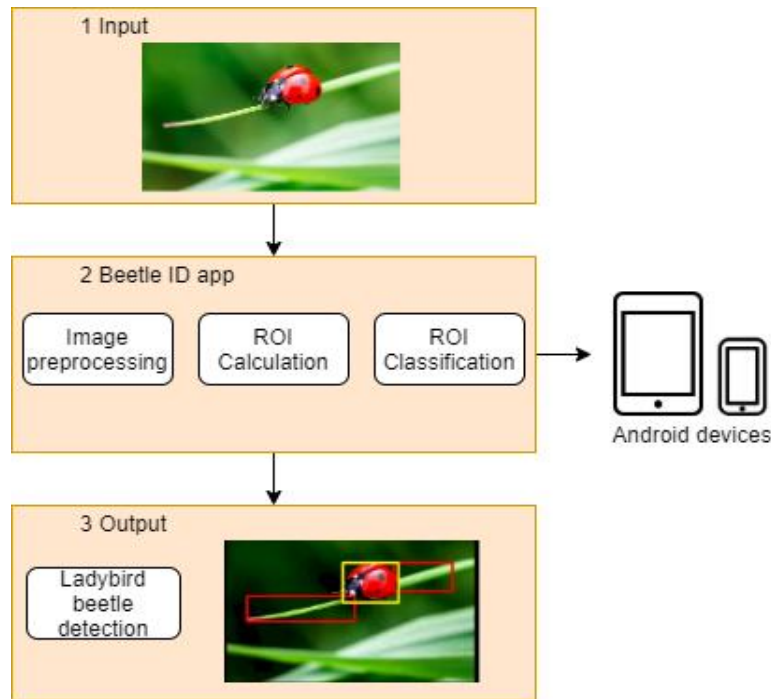 1 Input
2 Beetle ID app
Image
preprocessing
ROI
Calculation
ROI
Classification
Android devices
3 Output
Ladybird
beetle
detection